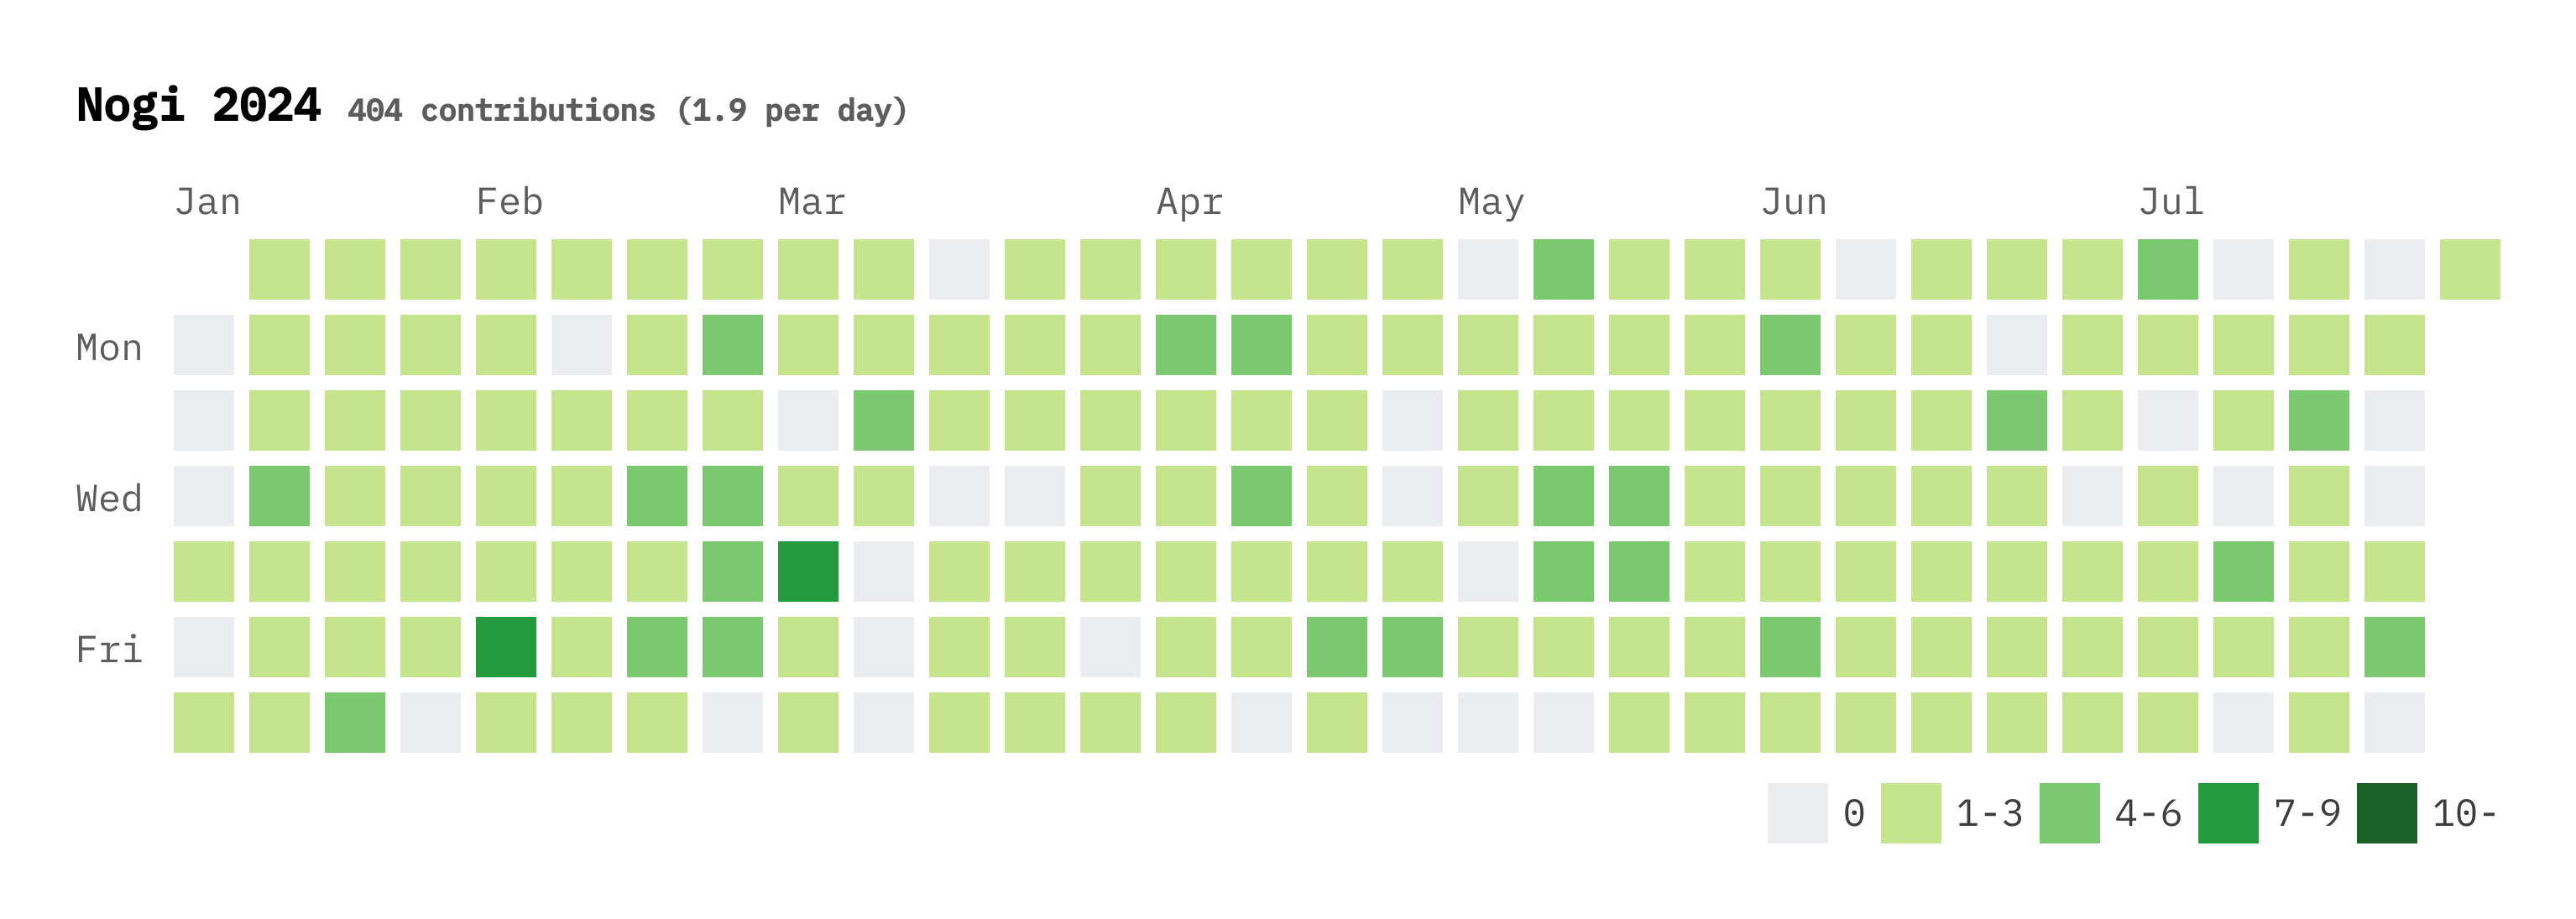 Nogi 2024 404 contributions (1.9 per day)
Jan Feb Mar Apr May Jun Jul
Mon
Wed
Fri
0 1-3 4-6 7-9 10-